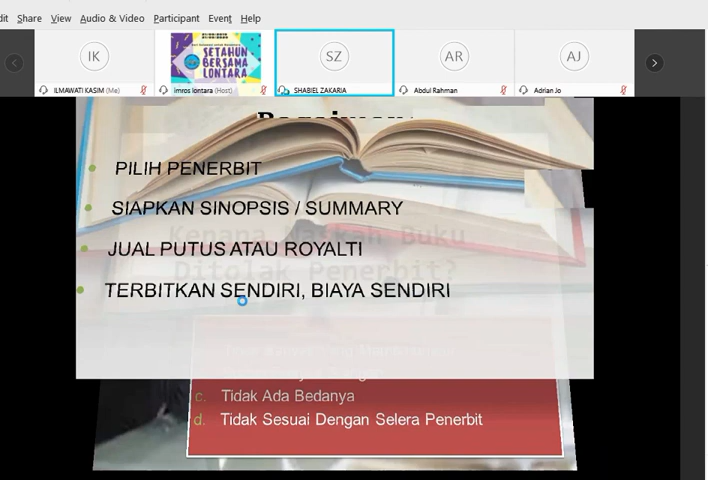 Share View Audio & Video Participant Event Help
IK
SETAHUN
BERSAMA
LONTARA
SZ
AR
AJ
ILMAWATI KASIM (Me)
Imros lontara (Host)
SHABIEL ZAKARIA
Abdul Rahman
Adrian Jo
PILIH PENERBIT
SIAPKAN SINOPSIS / SUMMARY
JUAL PUTUS ATAU ROYALTI
TERBITKAN SENDIRI, BIAYA SENDIRI
Kenapa Naskah Buku
Ditolak Penerbit?
c. Tidak Ada Bedanya
d. Tidak Sesuai Dengan Selera Penerbit